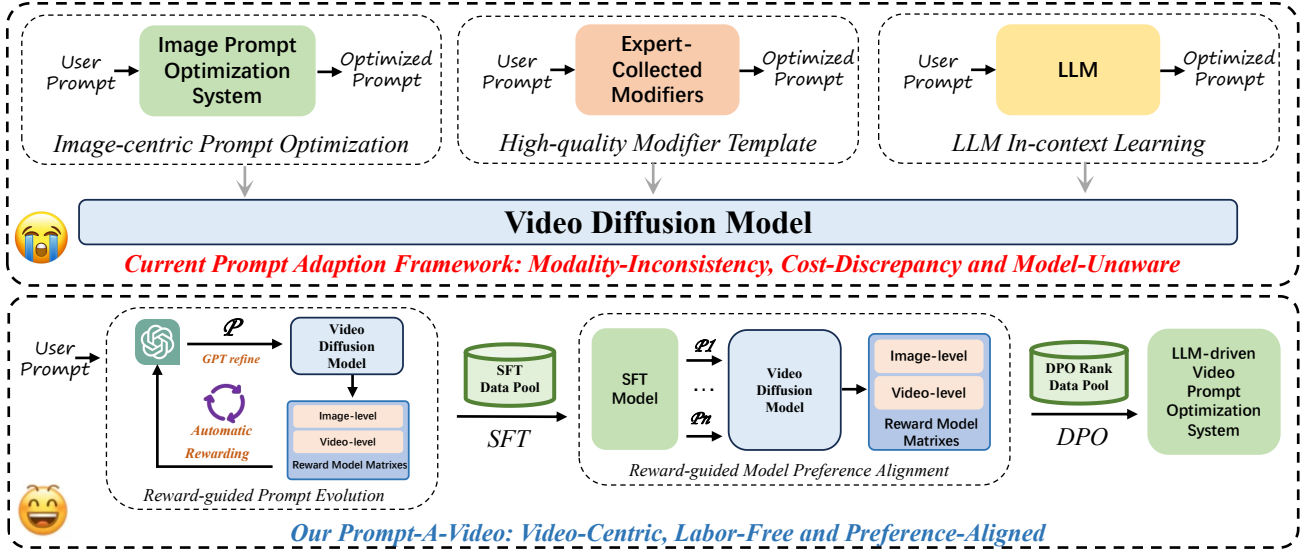 User
Prompt
Image Prompt
Optimization
System
Optimized
Prompt
Image-centric Prompt Optimization
User
Prompt
Expert-
Collected
Modifiers
Optimized
Prompt
High-quality Modifier Template
User
Prompt
LLM
Optimized
Prompt
LLM In-context Learning
Video Diffusion Model
Current Prompt Adaption Framework: Modality-Inconsistency, Cost-Discrepancy and Model-Unaware
User
Prompt
P
GPT refine
Automatic
Rewarding
Video
Diffusion
Model
Image-level
Video-level
Reward Model Matrixes
Reward-guided Prompt Evolution
SFT
Data Pool
SFT
SFT
Model
P1
...
Pn
Video
Diffusion
Model
Image-level
Video-level
Reward Model
Matrixes
Reward-guided Model Preference Alignment
DPO Rank
Data Pool
DPO
LLM-driven
Video
Prompt
Optimization
System
Our Prompt-A-Video: Video-Centric, Labor-Free and Preference-Aligned